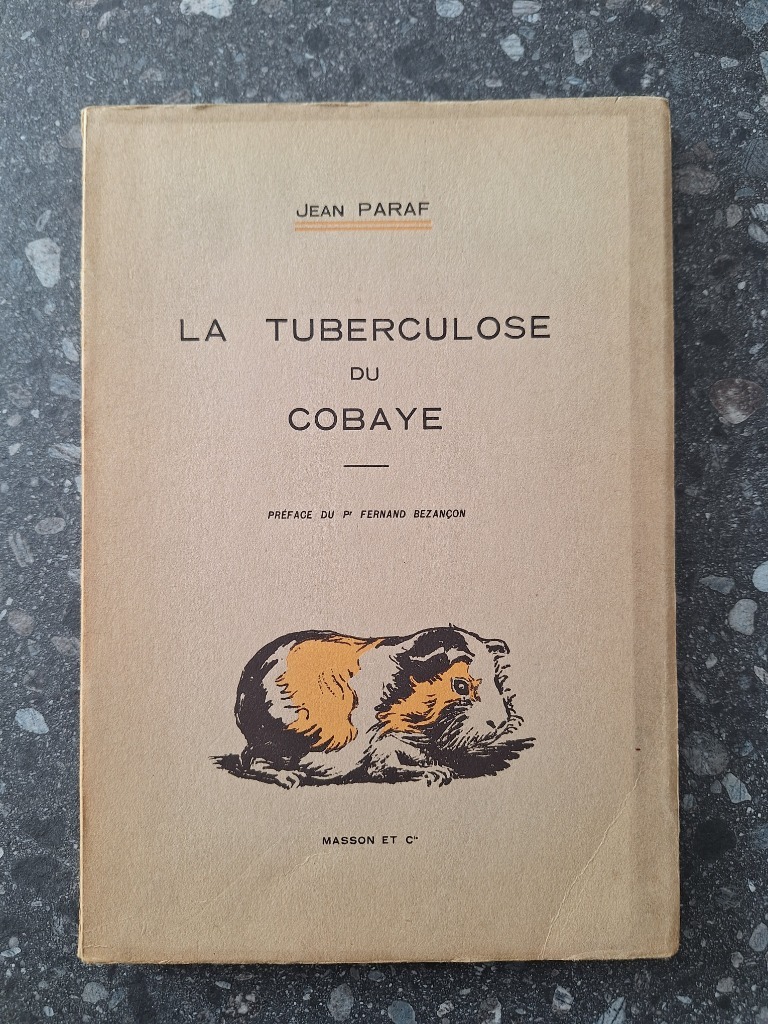 JEAN PARAF
LA TUBERCULOSE
DU
COBAYE
PRÉFACE DU Pr FERNAND BEZANÇON
MASSON ET Cie